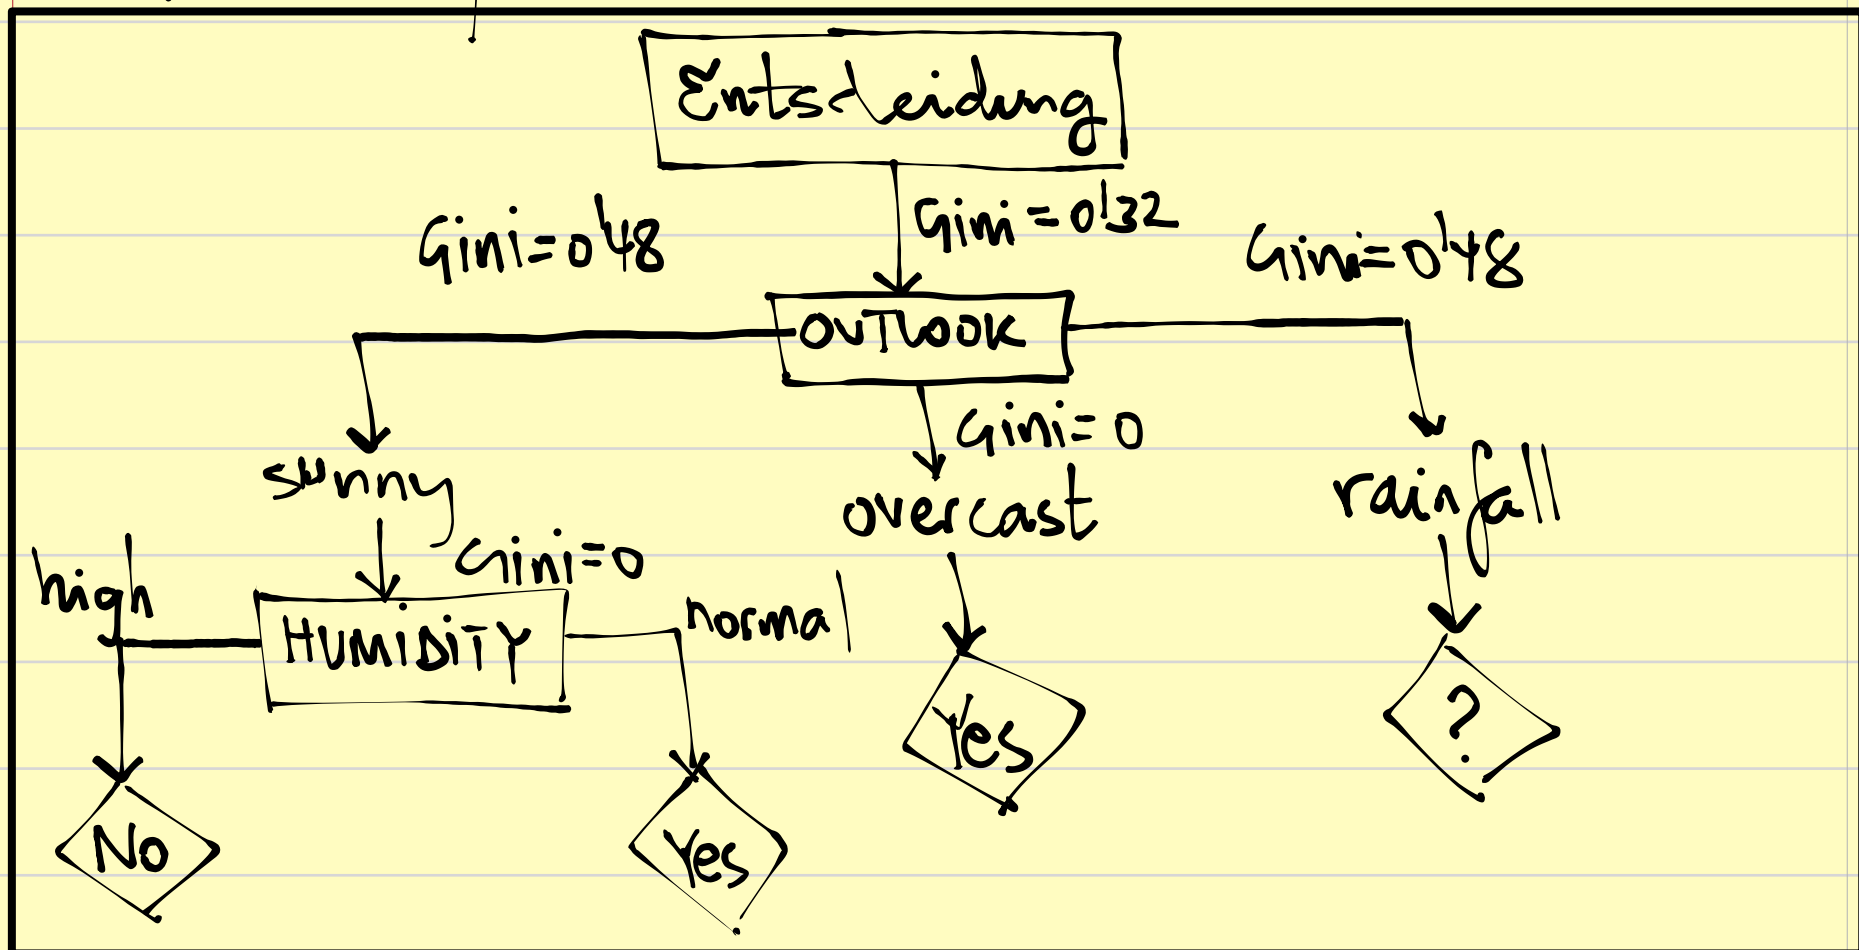 Entscheidung
Gini=0'48
Gini=0'32
Gini=0'48
OUTLOOK
Gini=0
sunny
overcast
rainfall
Gini=0
high
HUMIDITY
normal
Yes
?
No
Yes